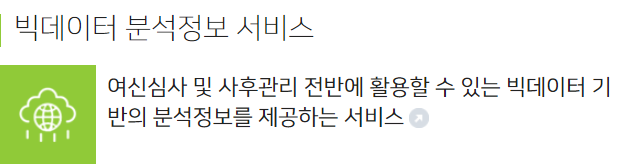 빅데이터 분석정보 서비스
여신심사 및 사후관리 전반에 활용할 수 있는 빅데이터 기
반의 분석정보를 제공하는 서비스